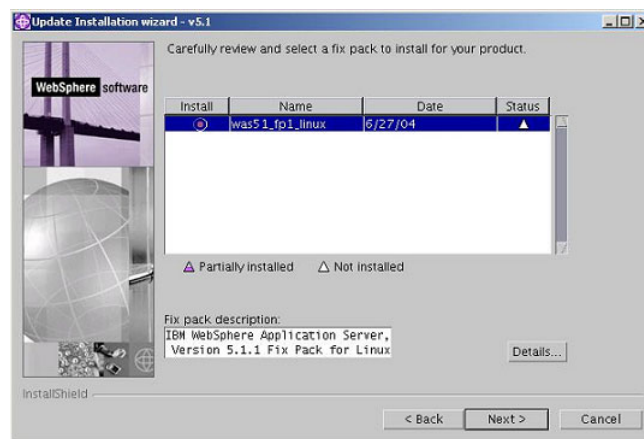 Update Installation wizard - v5.1
Carefully review and select a fix pack to install for your product.
WebSphere software
Install Name Date Status
was51_fp1_linux 6/27/04
Partially installed Not installed
Fix pack description:
IBM WebSphere Application Server,
Version 5.1.1 Fix Pack for Linux
Details...
InstallShield
< Back Next > Cancel